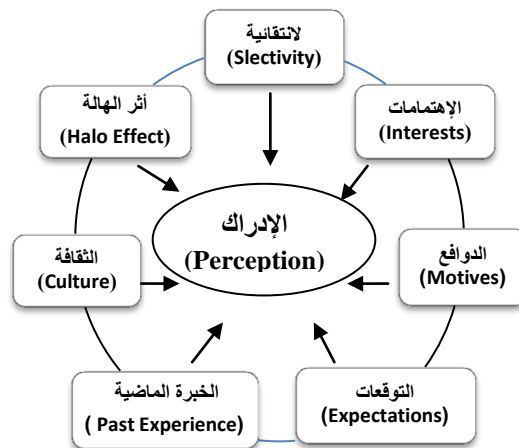 لانتقائية
(Slectivity)
أثر الهالة
(Halo Effect)
الإهتمامات
(Interests)
الإدراك
(Perception)
الثقافة
(Culture)
الدوافع
(Motives)
الخبرة الماضية
( Past Experience)
التوقعات
(Expectations)